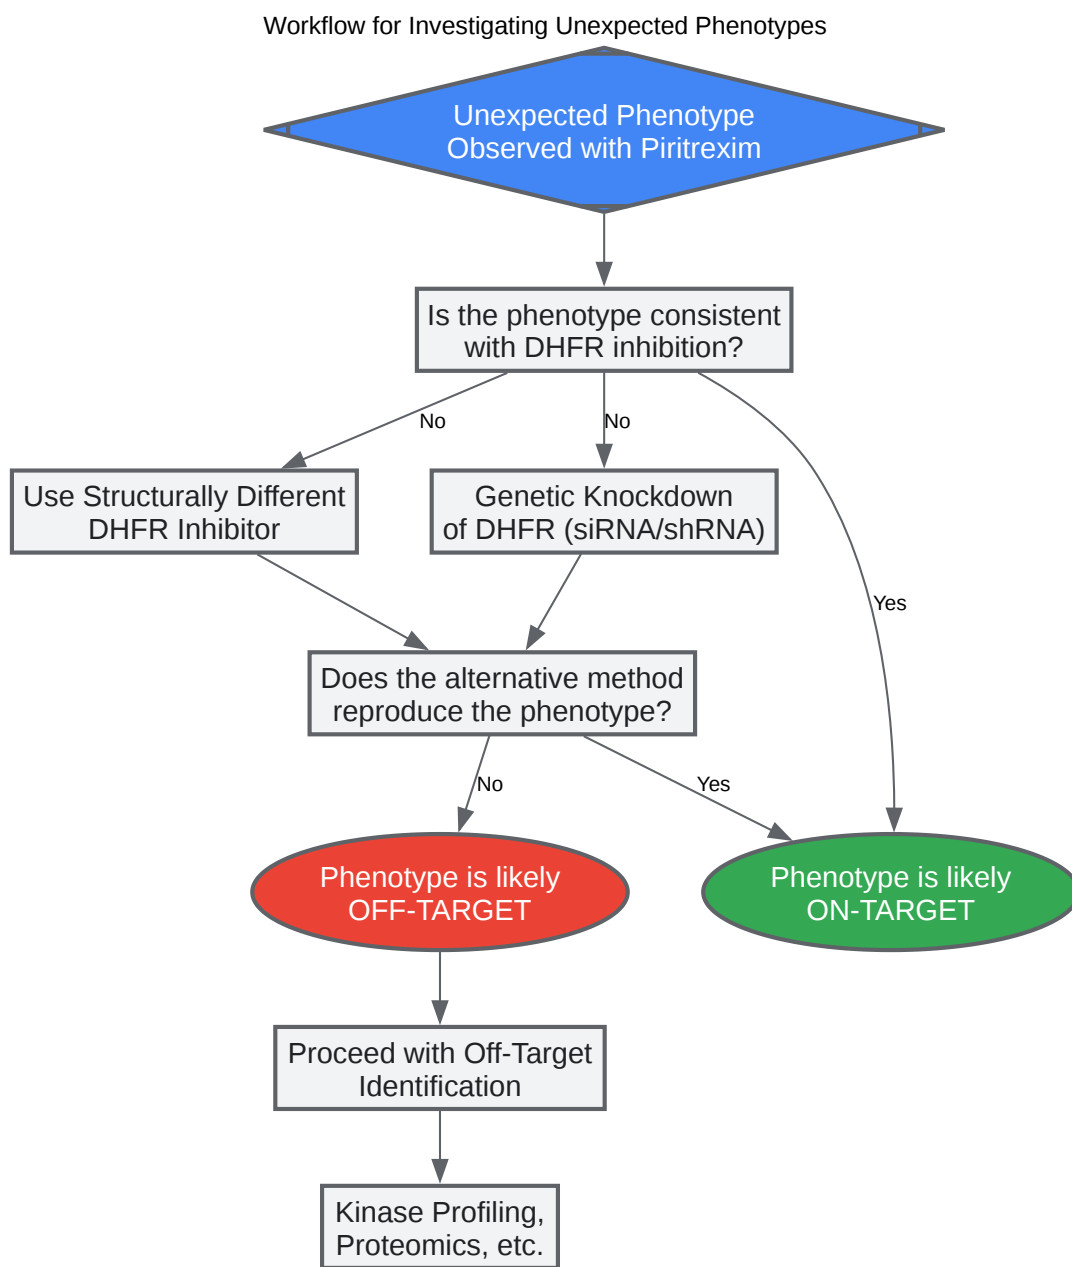 Workflow for Investigating Unexpected Phenotypes
Unexpected Phenotype
Observed with Piritrexim
Is the phenotype consistent
with DHFR inhibition?
No
No
Use Structurally Different
DHFR Inhibitor
Genetic Knockdown
of DHFR (siRNA/shRNA)
Yes
Does the alternative method
reproduce the phenotype?
No
Yes
Phenotype is likely
OFF-TARGET
Phenotype is likely
ON-TARGET
Proceed with Off-Target
Identification
Kinase Profiling,
Proteomics, etc.